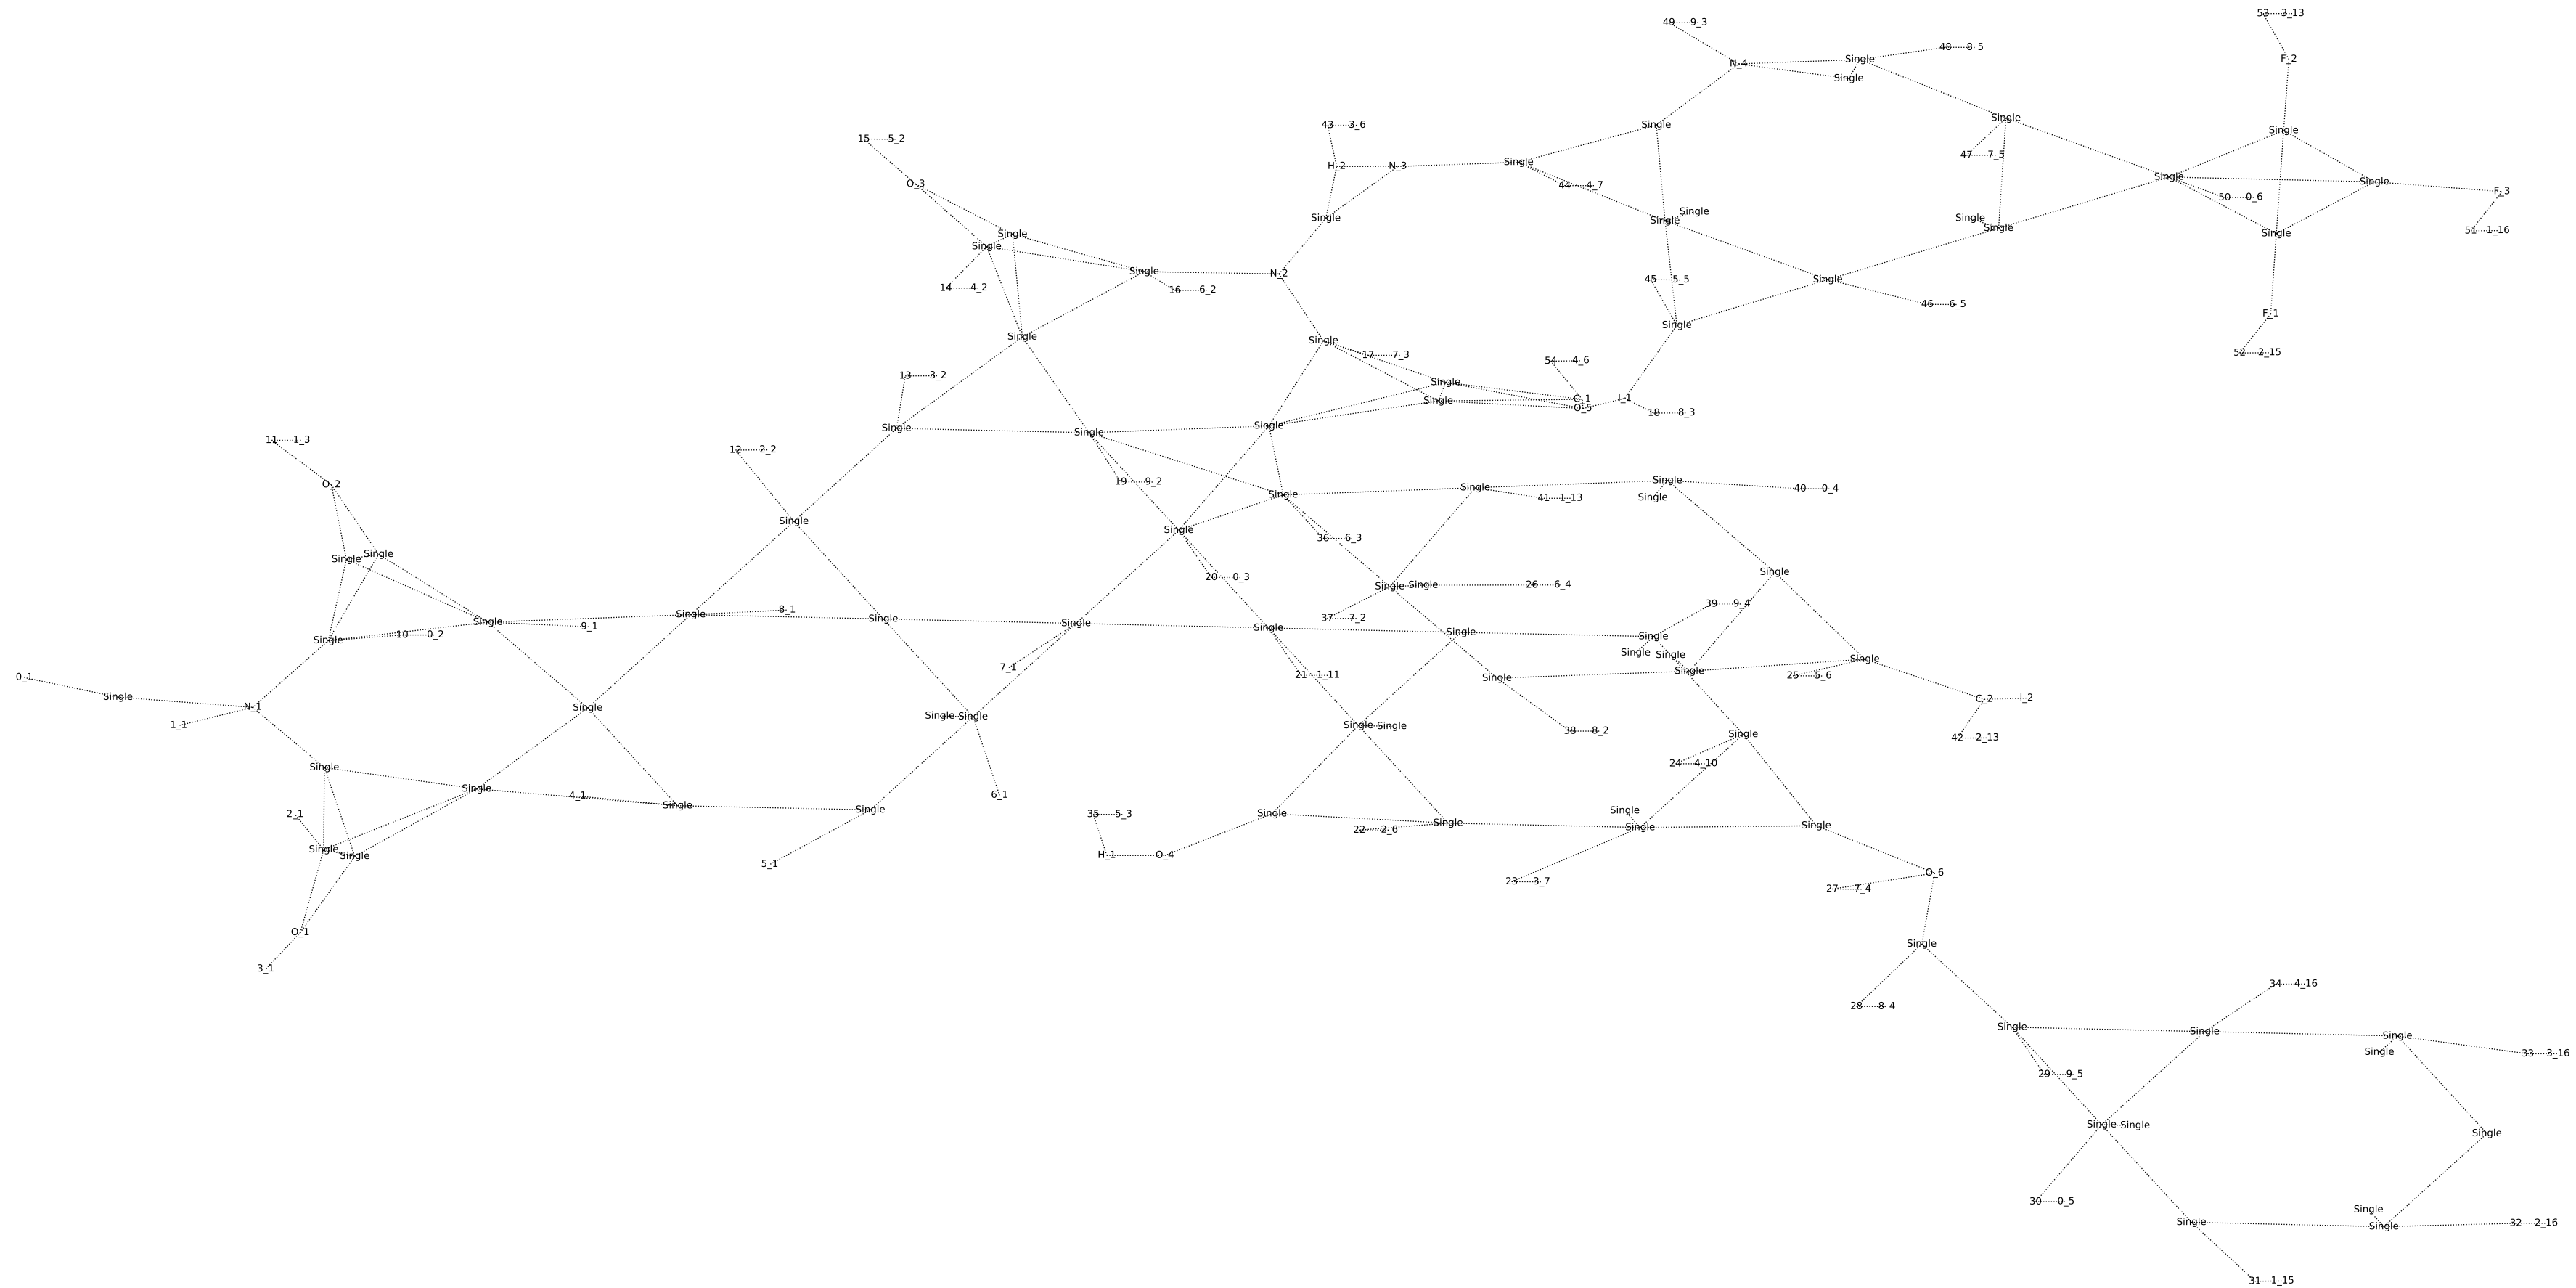 49 9_3
53 3_13
Single 48 8_5
F_2
N_4
Single
Single
43 3_6 Single
Single
15 5_2
47 7_5
Single
H_2 N_3
Single
Single
O_3 44 4_7 Single
F_3
50 0_6
Single
Single Single Single
Single
51 1_16
Single
Single
Single
Single
N_2
45 5_5 Single
14 4_2 16 6_2
46 6_5
F_1
Single
Single
Single
52 2_15
17 7_3
54 4_6
13 3_2
Single
Single C_1 I_1
O_5
18 8_3
Single Single Single
11 1_3
12 2_2
19 9_2 Single
O_2 Single 40 0_4
Single Single 41 1_13
Single
Single
36 6_3
Single
Single
Single
20 0_3
Single Single 26 6_4
39 9_4
8_1
Single
37 7_2
Single
Single
Single
9_1
Single
Single
10 0_2
Single
Single
Single Single
Single
7_1
Single
21 1_11
25 5_6
0_1
Single
Single
C_2 I_2
N_1
Single
Single Single
1_1
Single Single
38 8_2
Single
42 2_13
24 4_10
Single
Single
6_1
4_1
Single
Single
2_1
35 5_3
Single
Single
Single
Single
Single
22 2_6
Single
Single
Single
H_1 O_4
5_1
O_6
23 3_7
27 7_4
O_1
Single
3_1
34 4_16
28 8_4
Single
Single
Single
Single
33 3_16
29 9_5
Single Single
Single
30 0_5
Single
Single
Single
32 2_16
31 1_15